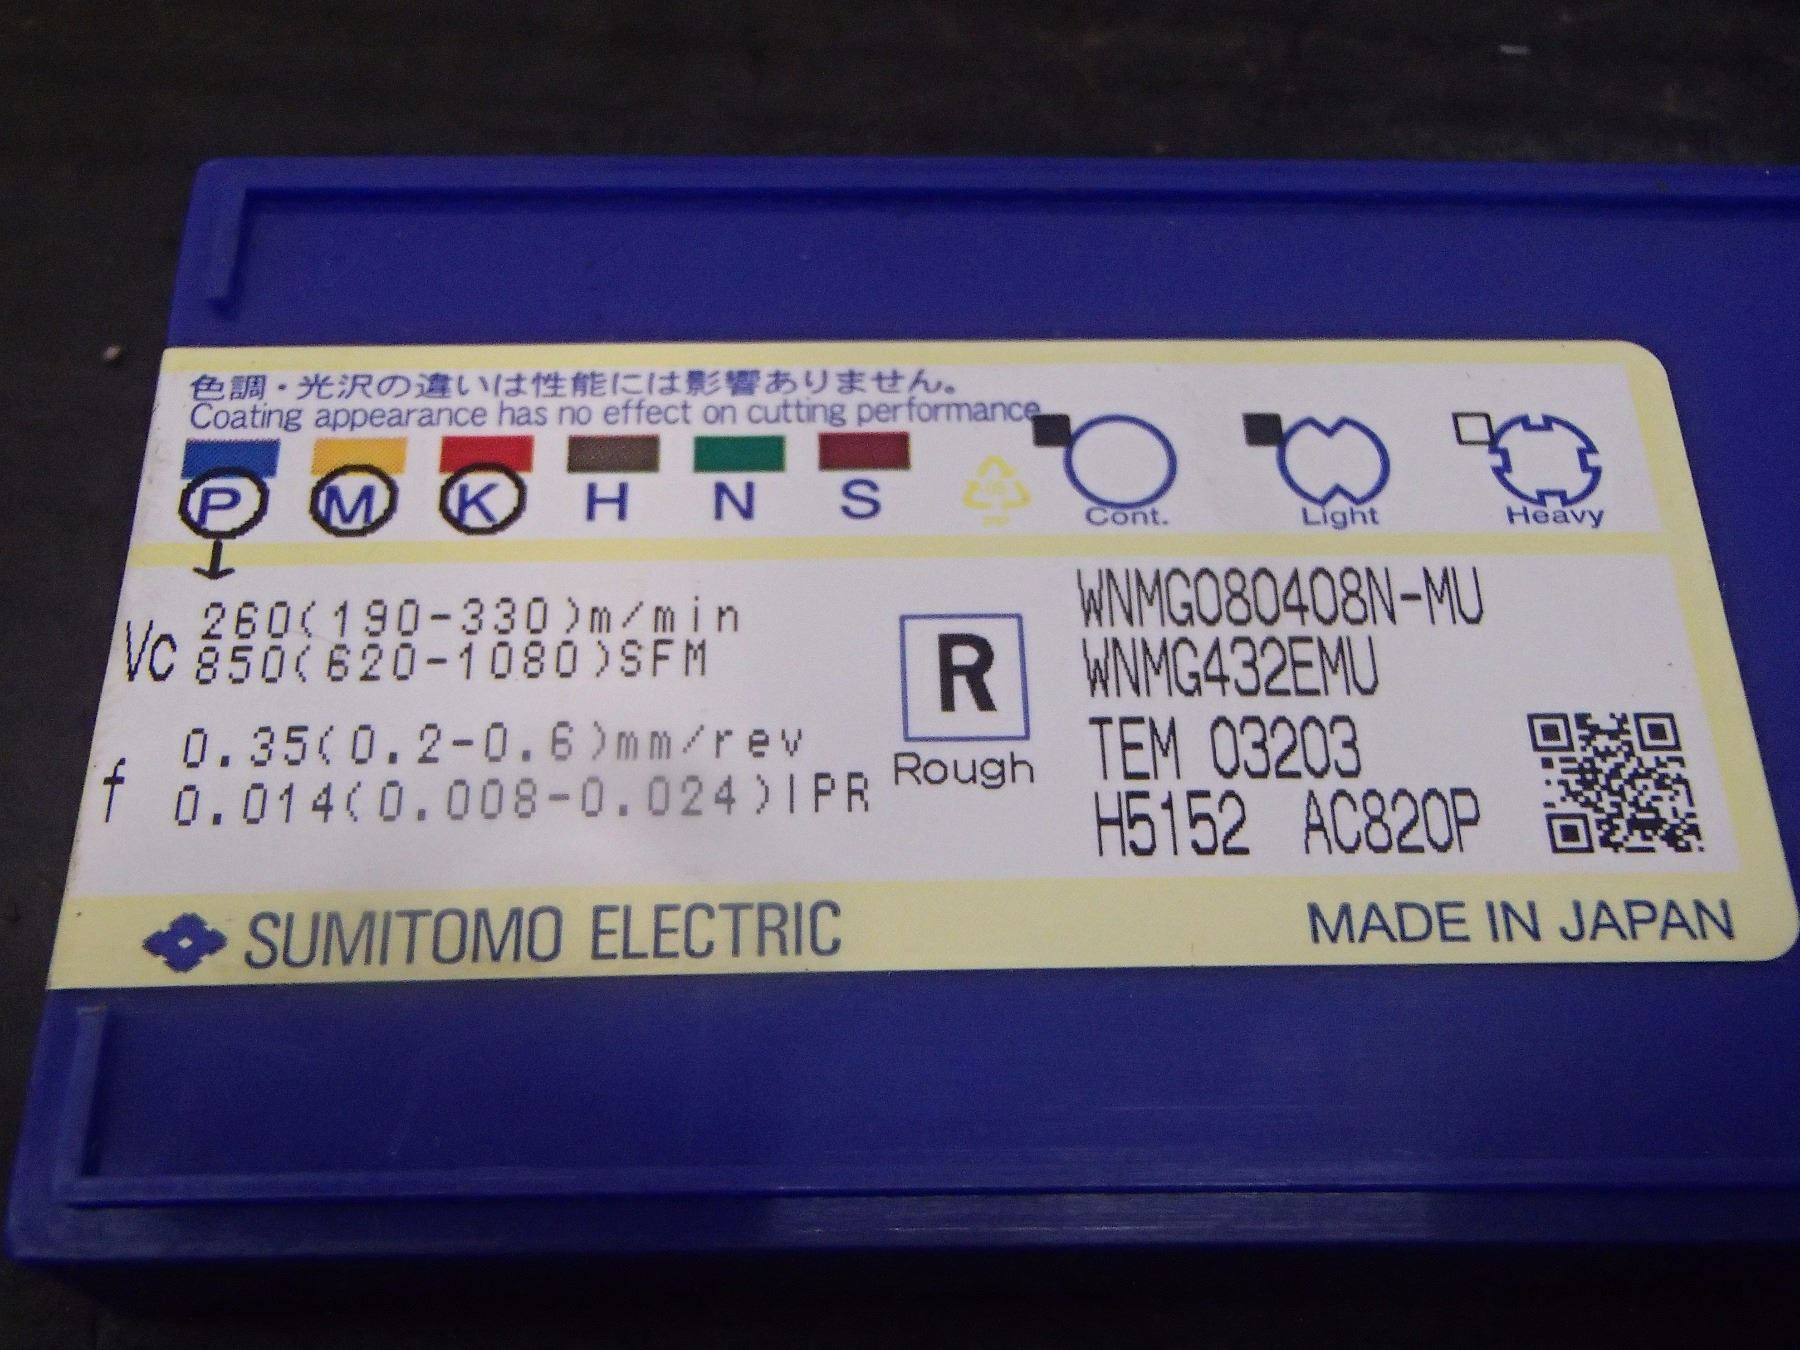 色調・光沢の違いは性能には影響ありません。
Coating appearance has no effect on cutting performance.
P M K H N S
Cont. Light Heavy
Vc 260(190-330)m/min
850(620-1080)SFM
f 0.35(0.2-0.6)mm/rev
0.014(0.008-0.024)IPR
R
Rough
WNMG080408N-MU
WNMG432EMU
TEM 03203
H5152 AC820P
SUMITOMO ELECTRIC
MADE IN JAPAN